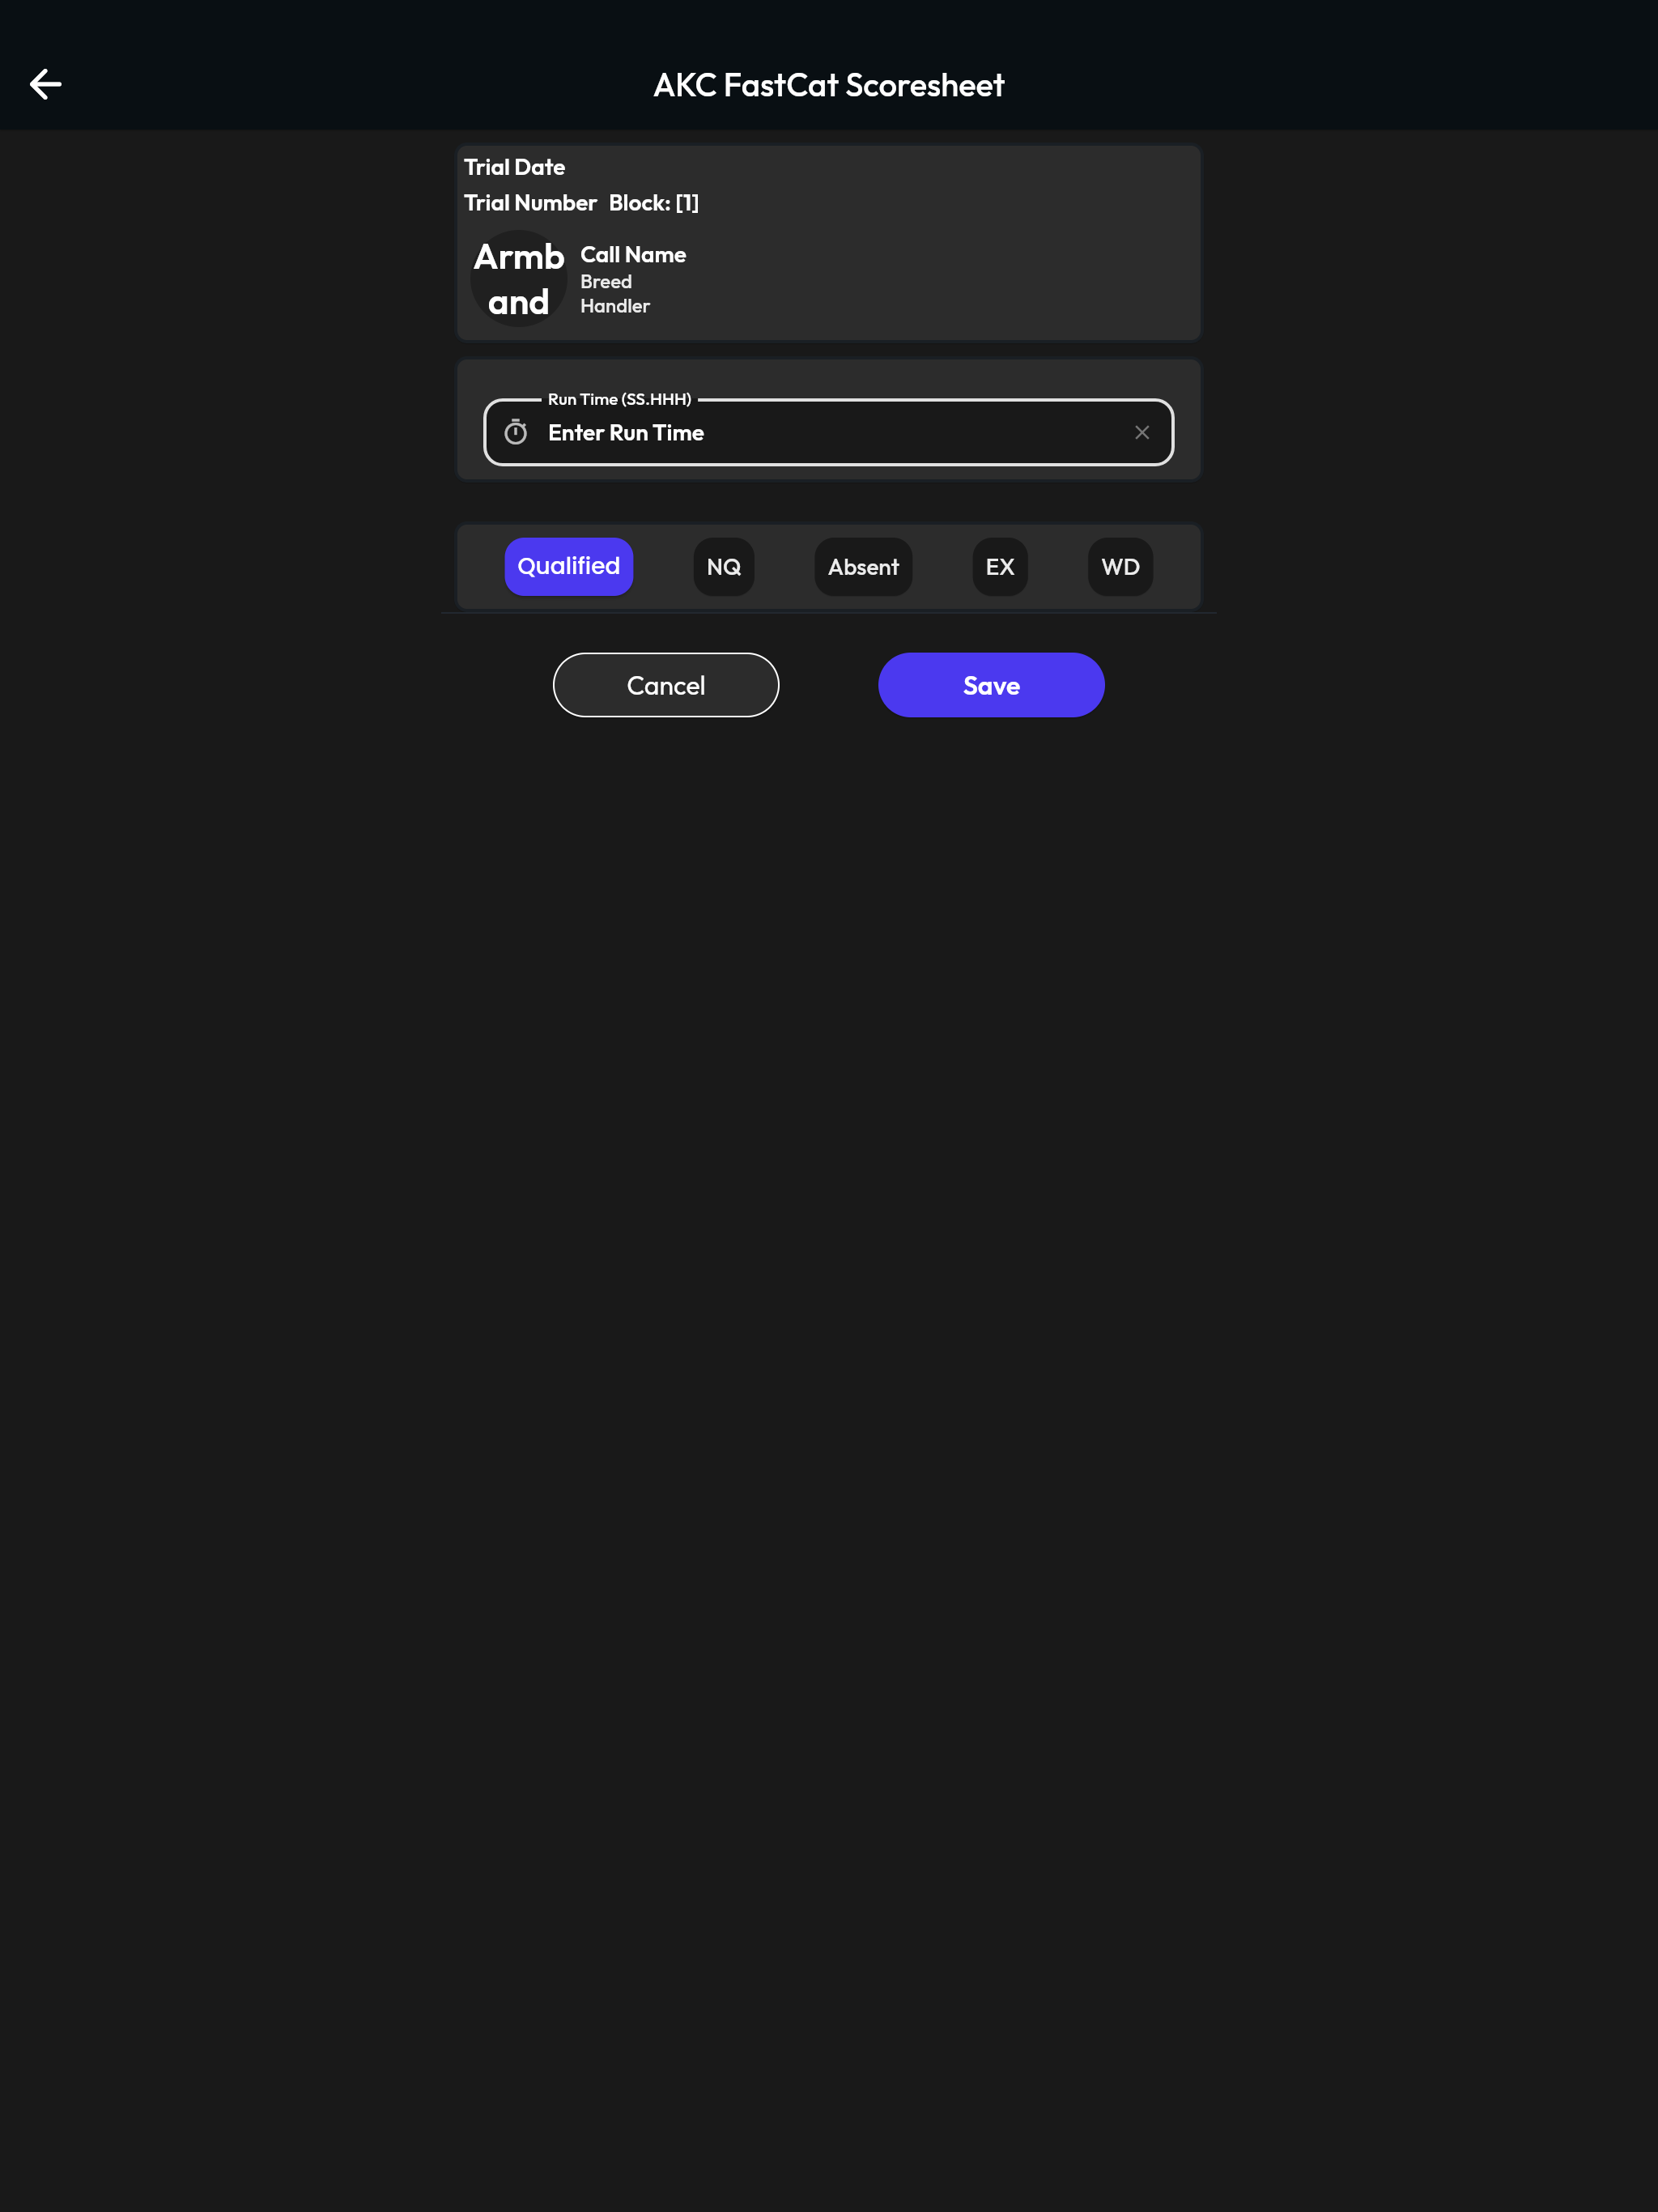 AKC FastCat Scoresheet
Trial Date
Trial Number Block: [1]
Armb
and
Call Name
Breed
Handler
Run Time (SS.HHH)
Enter Run Time
Qualified NQ Absent EX WD
Cancel Save